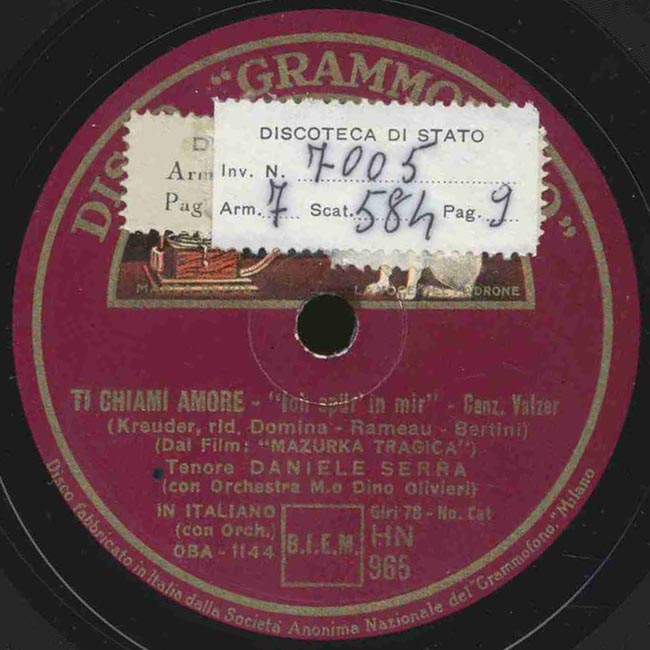 DISCO "GRAMMOFONO"
DISCOTECA DI STATO
Inv. N. 7005
Arm. 7 Scat. 584 Pag. 9
D
Arm
Pag
LA VOCE DEL PADRONE
TI CHIAMI AMORE - "Ich spür' in mir" - Canz. Valzer
(Kreuder, rid. Domina - Rameau - Bertini)
(Dal Film: "MAZURKA TRAGICA")
Tenore DANIELE SERRA
(con Orchestra M.o Dino Olivieri)
IN ITALIANO
(con Orch.)
OBA - 1144
B.I.E.M.
Giri 78 - No. Cat
HN
965
Disco fabbricato in Italia dalla Società Anonima Nazionale del "Grammofono," Milano